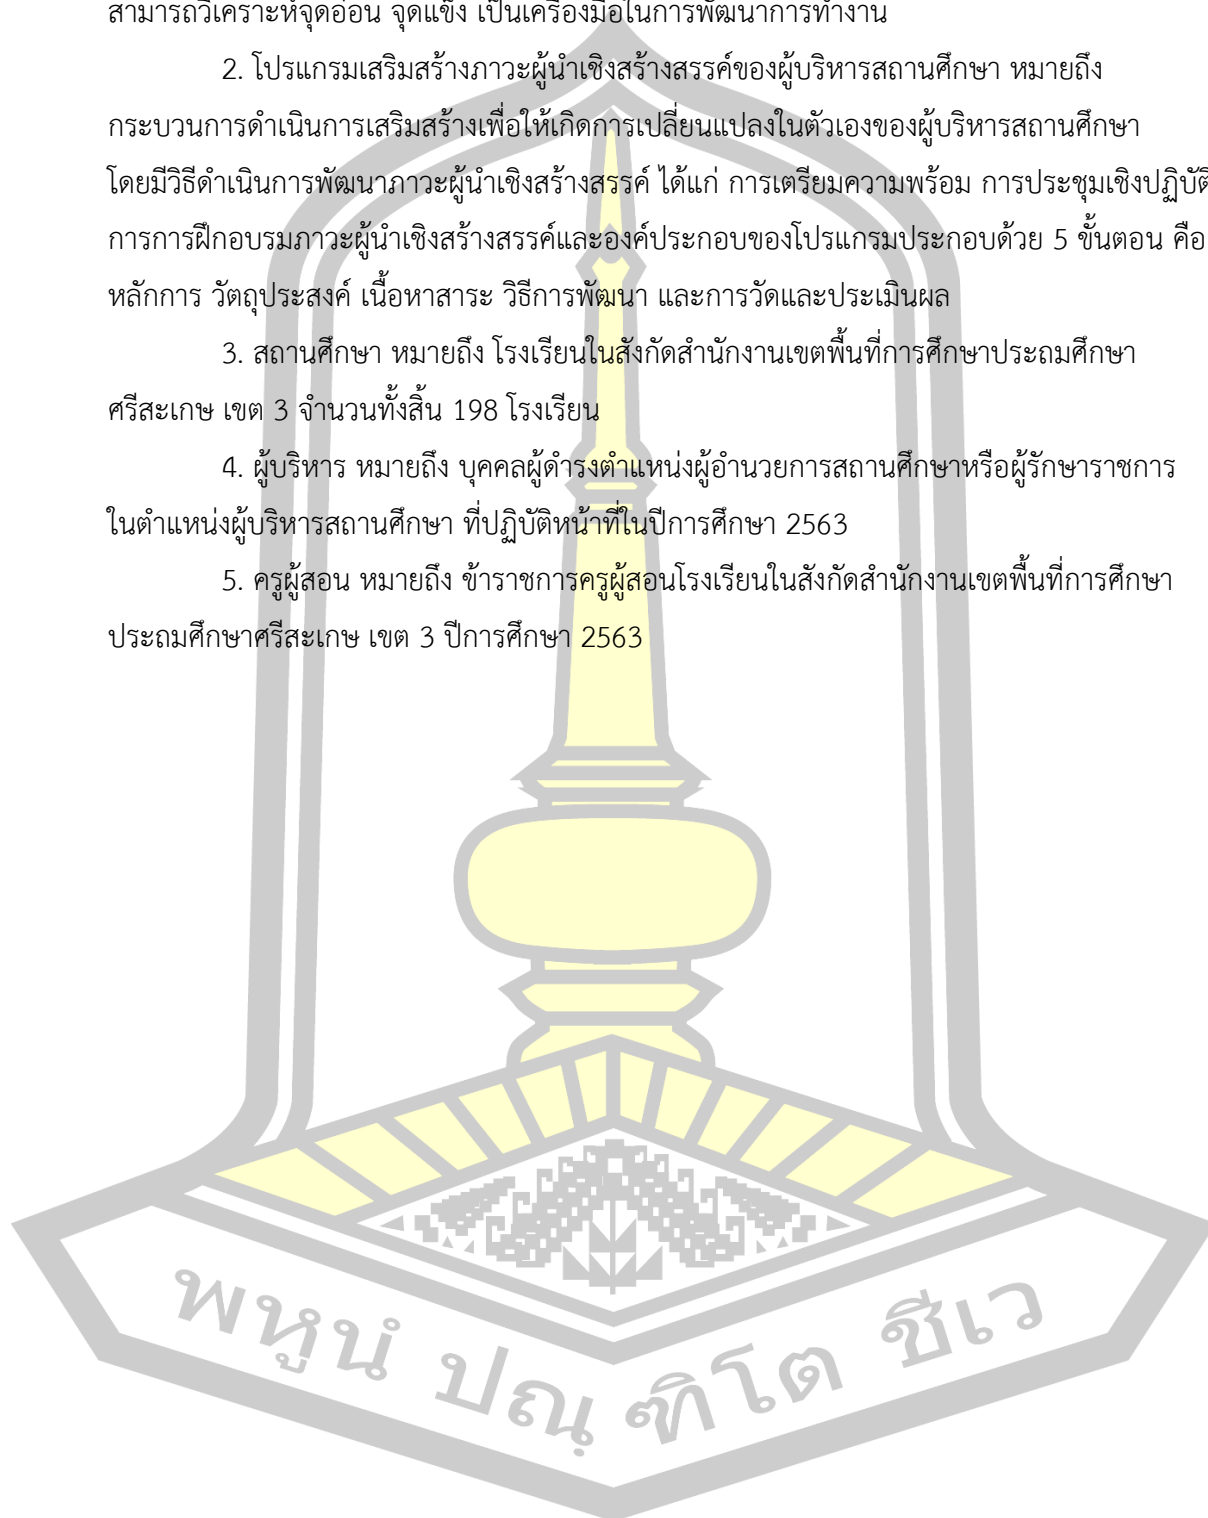 สามารถวิเคราะห์จุดอ่อน จุดแข็ง เป็นเครื่องมือในการพัฒนาการทำงาน
2. โปรแกรมเสริมสร้างภาวะผู้นำเชิงสร้างสรรค์ของผู้บริหารสถานศึกษา หมายถึง
กระบวนการดำเนินการเสริมสร้างเพื่อให้เกิดการเปลี่ยนแปลงในตัวเองของผู้บริหารสถานศึกษา
โดยมีวิธีดำเนินการพัฒนาภาวะผู้นำเชิงสร้างสรรค์ ได้แก่ การเตรียมความพร้อม การประชุมเชิงปฏิบัติ
การการฝึกอบรมภาวะผู้นำเชิงสร้างสรรค์และองค์ประกอบของโปรแกรมประกอบด้วย 5 ขั้นตอน คือ
หลักการ วัตถุประสงค์ เนื้อหาสาระ วิธีการพัฒนา และการวัดและประเมินผล
3. สถานศึกษา หมายถึง โรงเรียนในสังกัดสำนักงานเขตพื้นที่การศึกษาประถมศึกษา
ศรีสะเกษ เขต 3 จำนวนทั้งสิ้น 198 โรงเรียน
4. ผู้บริหาร หมายถึง บุคคลผู้ดำรงตำแหน่งผู้อำนวยการสถานศึกษาหรือผู้รักษาราชการ
ในตำแหน่งผู้บริหารสถานศึกษา ที่ปฏิบัติหน้าที่ในปีการศึกษา 2563
5. ครูผู้สอน หมายถึง ข้าราชการครูผู้สอนโรงเรียนในสังกัดสำนักงานเขตพื้นที่การศึกษา
ประถมศึกษาศรีสะเกษ เขต 3 ปีการศึกษา 2563
พหูนํ ปณฺฑิโต ชีเว